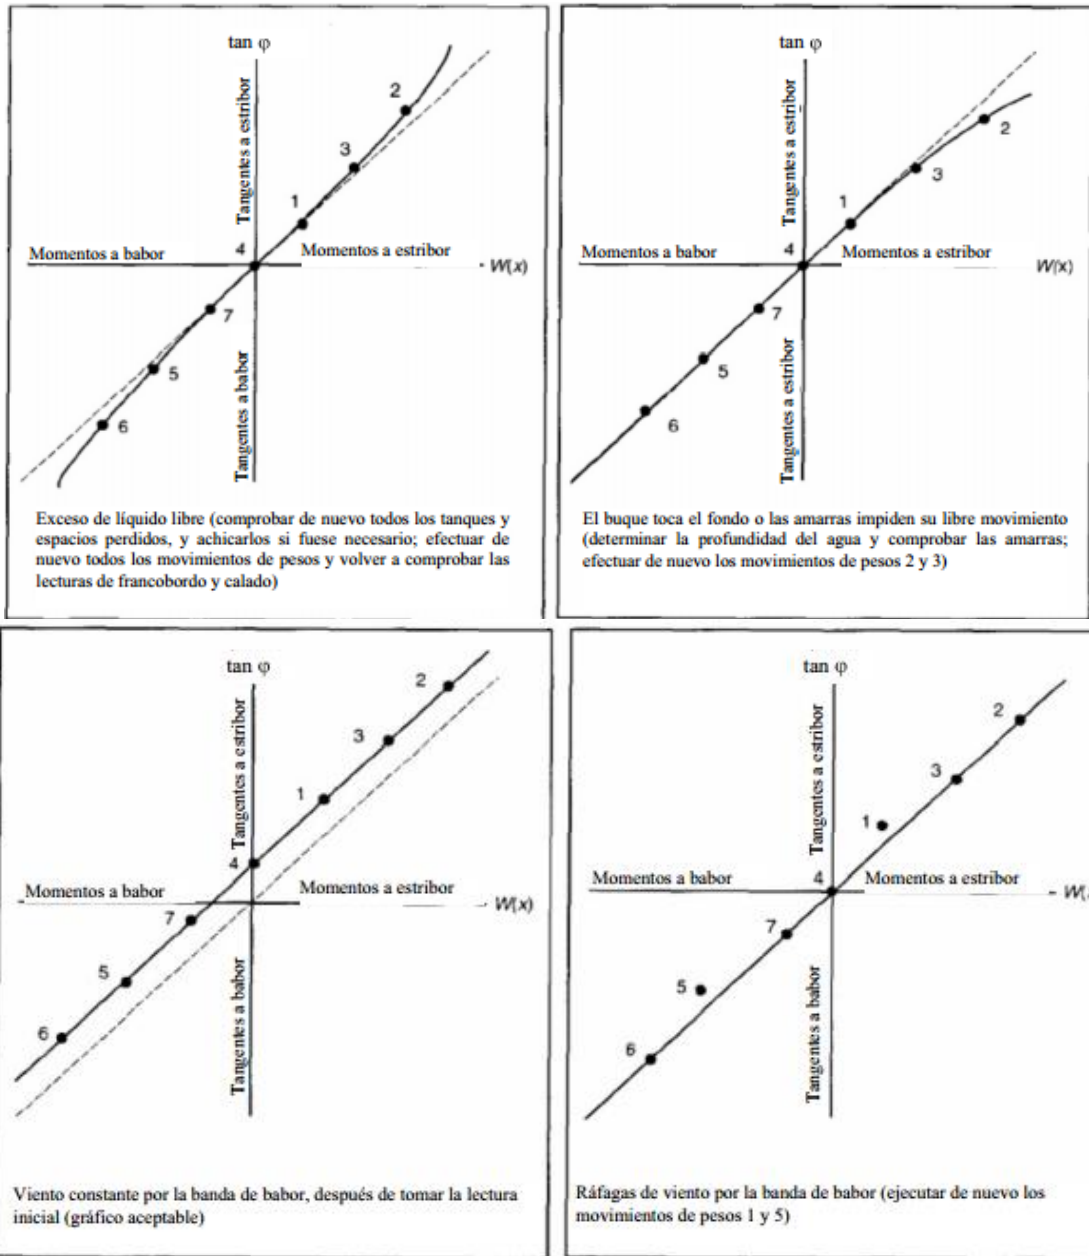 tan φ
Tangentes a estribor
2
3
1
4
Momentos a babor
Momentos a estribor
W(x)
7
5
6
Tangentes a babor
Exceso de líquido libre (comprobar de nuevo todos los tanques y
espacios perdidos, y achicarlos si fuese necesario; efectuar de
nuevo todos los movimientos de pesos y volver a comprobar las
lecturas de francobordo y calado)
tan φ
Tangentes a estribor
2
3
1
4
Momentos a babor
Momentos a estribor
W(x)
7
5
6
Tangentes a estribor
El buque toca el fondo o las amarras impiden su libre movimiento
(determinar la profundidad del agua y comprobar las amarras;
efectuar de nuevo los movimientos de pesos 2 y 3)
tan φ
Tangentes a estribor
2
3
1
4
Momentos a babor
Momentos a estribor
W(x)
7
5
6
Tangentes a babor
Viento constante por la banda de babor, después de tomar la lectura
inicial (gráfico aceptable)
tan φ
Tangentes a estribor
2
3
1
4
Momentos a babor
Momentos a estribor
W(
7
5
6
Tangentes a babor
Ráfagas de viento por la banda de babor (ejecutar de nuevo los
movimientos de pesos 1 y 5)